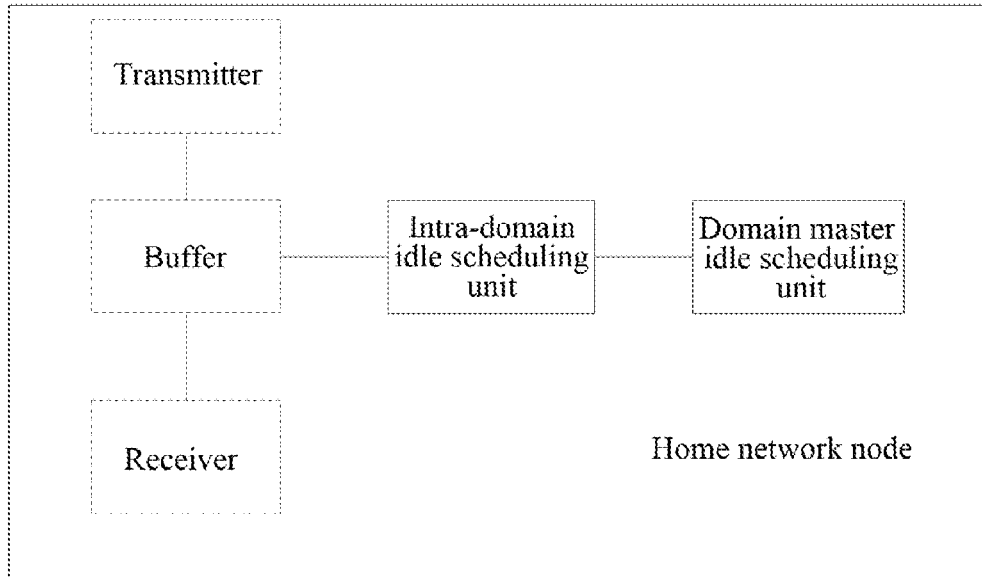 Transmitter
Buffer
Intra-domain
idle scheduling
unit
Domain master
idle scheduling
unit
Receiver
Home network node